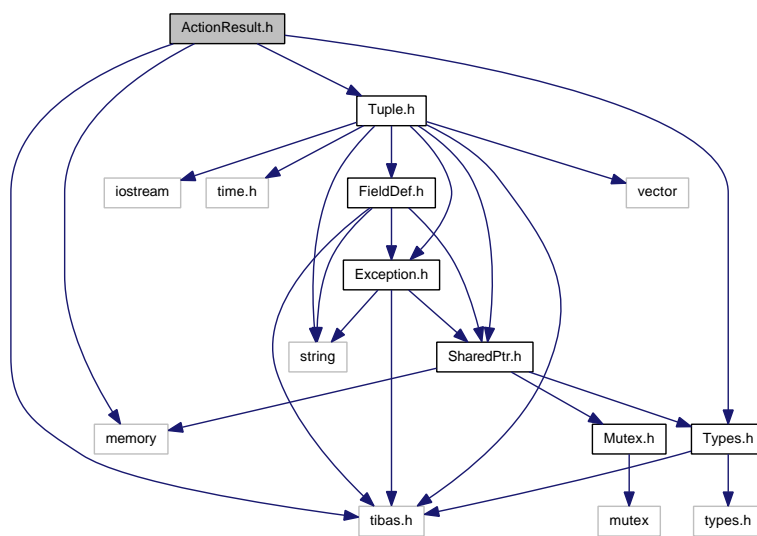 ActionResult.h
Tuple.h
iostream
time.h
FieldDef.h
vector
Exception.h
string
SharedPtr.h
memory
Mutex.h
Types.h
tibas.h
mutex
types.h